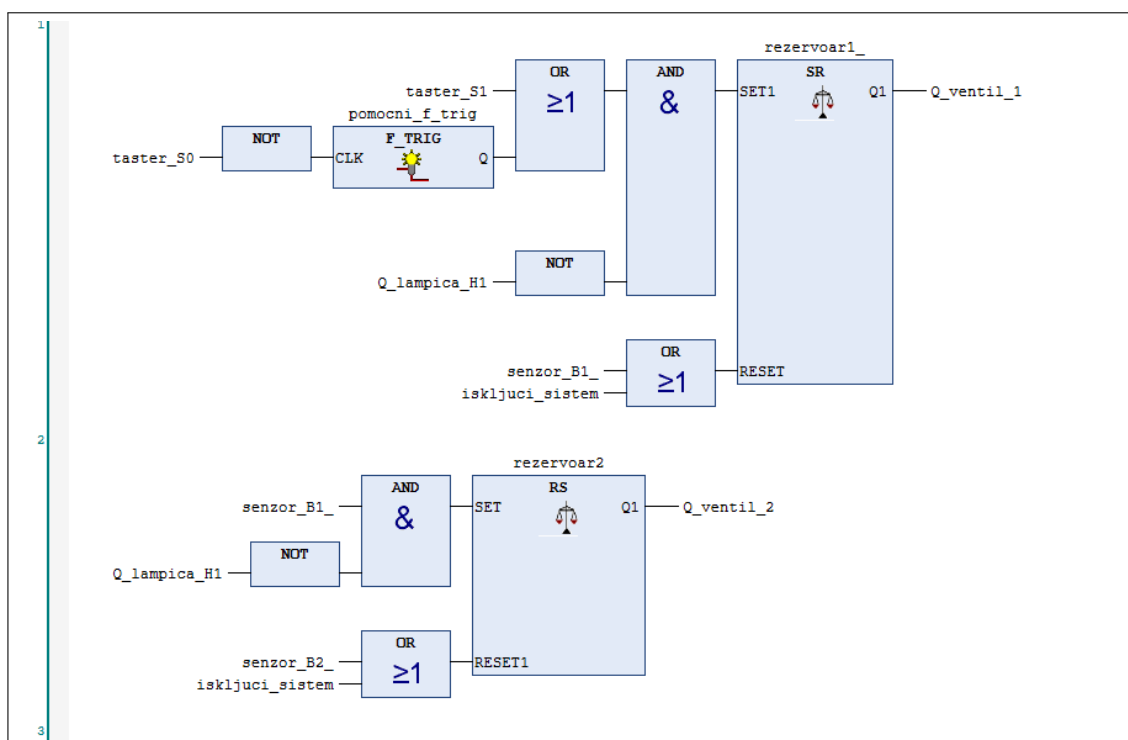 1
rezervoar1_
OR
AND
SR
taster_S1
≥1
&
SET1
Q1
Q_ventil_1
pomocni_f_trig
NOT
F_TRIG
taster_S0
CLK
Q
NOT
Q_lampica_H1
OR
senzor_B1_
≥1
RESET
iskljuci_sistem
2
rezervoar2
AND
RS
senzor_B1_
&
SET
Q1
Q_ventil_2
NOT
Q_lampica_H1
OR
senzor_B2_
≥1
RESET1
iskljuci_sistem
3